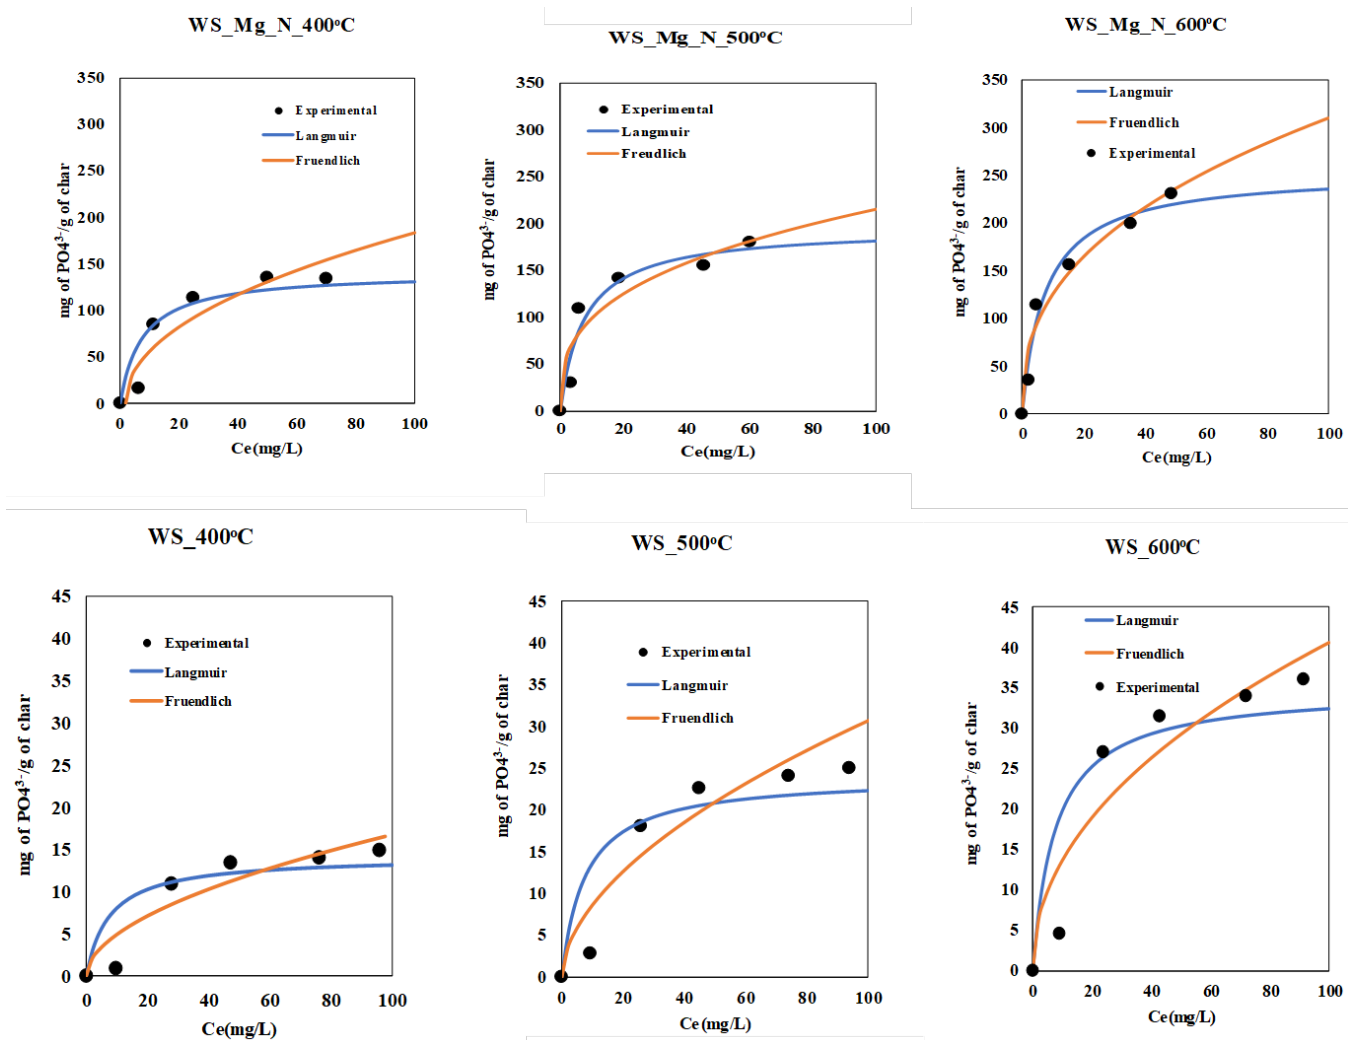 WS_Mg_N_400°C
350
300
250
200
150
100
50
0
mg of PO4³⁻/g of char
Experimental
Langmuir
Fruendlich
0 20 40 60 80 100
Ce(mg/L)
WS_Mg_N_500°C
350
300
250
200
150
100
50
0
mg of PO4³⁻/g of char
Experimental
Langmuir
Freudlich
0 20 40 60 80 100
Ce(mg/L)
WS_Mg_N_600°C
350
300
250
200
150
100
50
0
mg of PO4³⁻/g of char
Langmuir
Fruendlich
Experimental
0 20 40 60 80 100
Ce(mg/L)
WS_400°C
45
40
35
30
25
20
15
10
5
0
mg of PO4³⁻/g of char
Experimental
Langmuir
Fruendlich
0 20 40 60 80 100
Ce(mg/L)
WS_500°C
45
40
35
30
25
20
15
10
5
0
mg of PO4³⁻/g of char
Experimental
Langmuir
Fruendlich
0 20 40 60 80 100
Ce(mg/L)
WS_600°C
45
40
35
30
25
20
15
10
5
0
mg of PO4³⁻/g of char
Langmuir
Fruendlich
Experimental
0 20 40 60 80 100
Ce(mg/L)